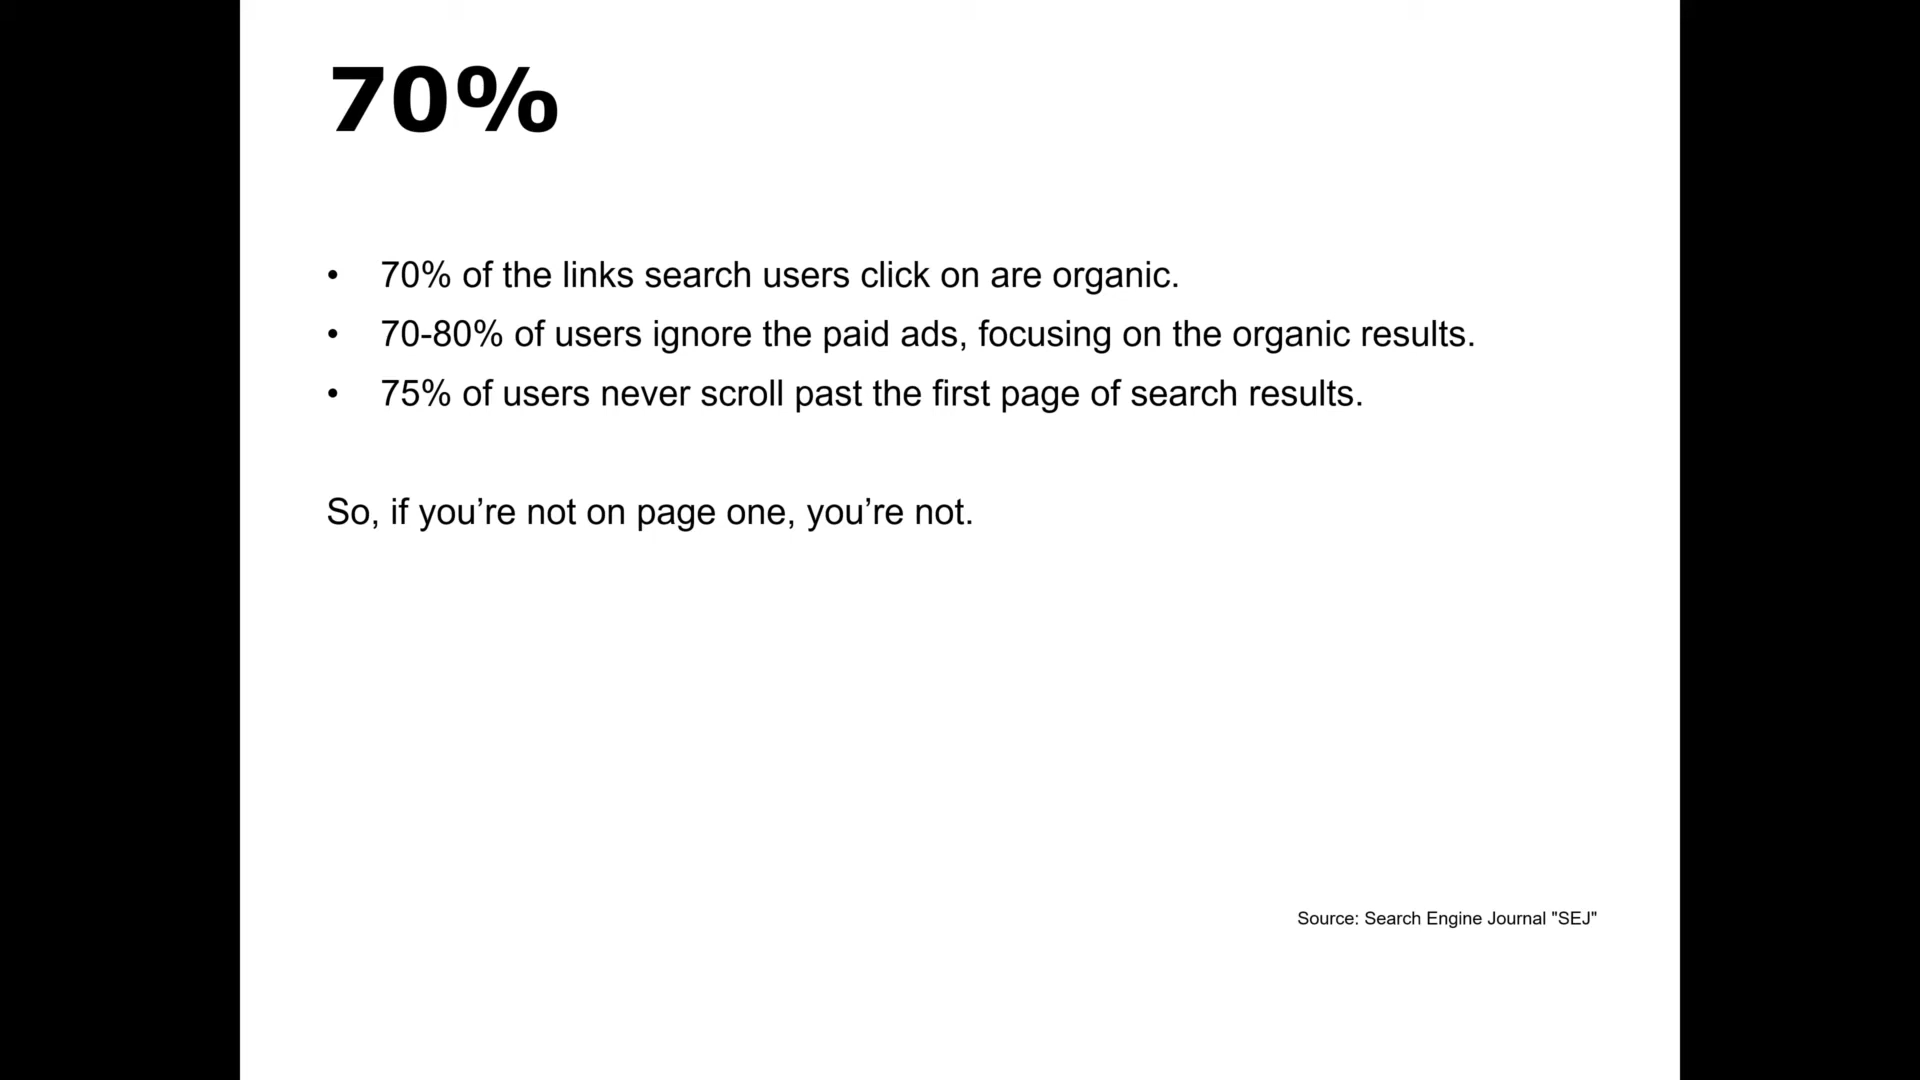 70%
• 70% of the links search users click on are organic.
• 70-80% of users ignore the paid ads, focusing on the organic results.
• 75% of users never scroll past the first page of search results.
So, if you’re not on page one, you’re not.
Source: Search Engine Journal "SEJ"